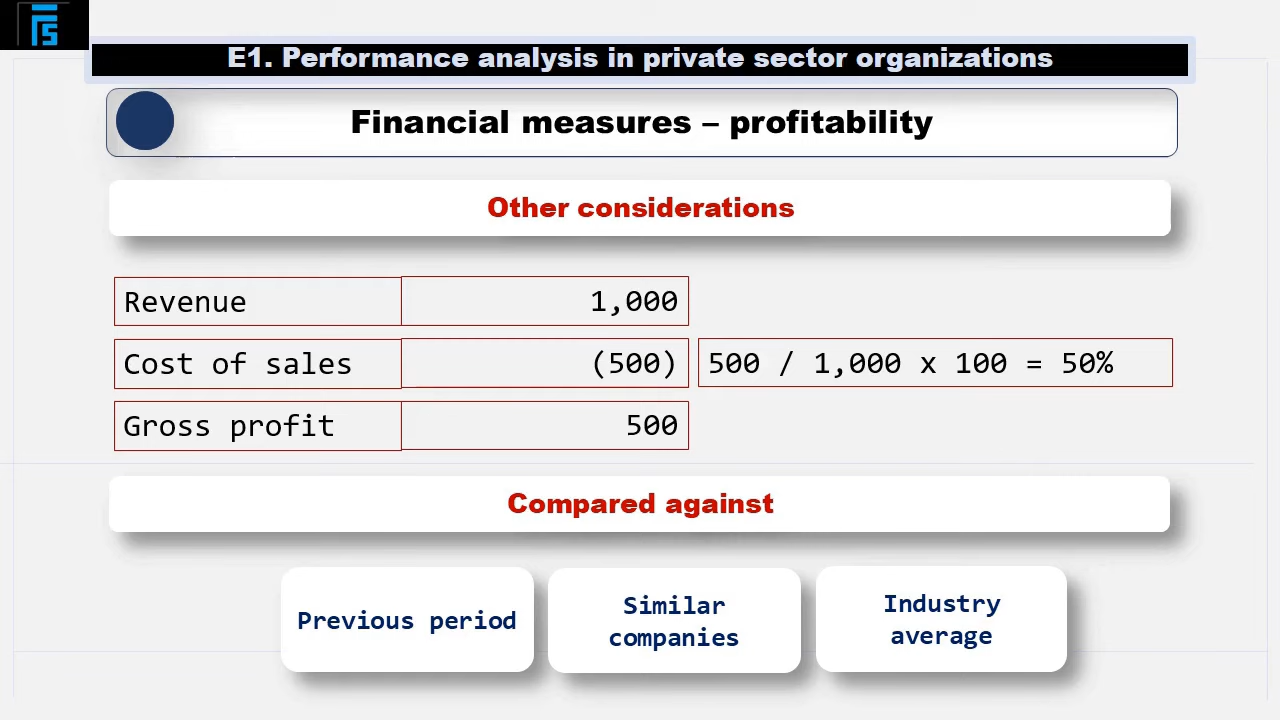 E1. Performance analysis in private sector organizations
Financial measures – profitability
Other considerations
Revenue 1,000
Cost of sales (500) 500 / 1,000 x 100 = 50%
Gross profit 500
Compared against
Previous period
Similar
companies
Industry
average